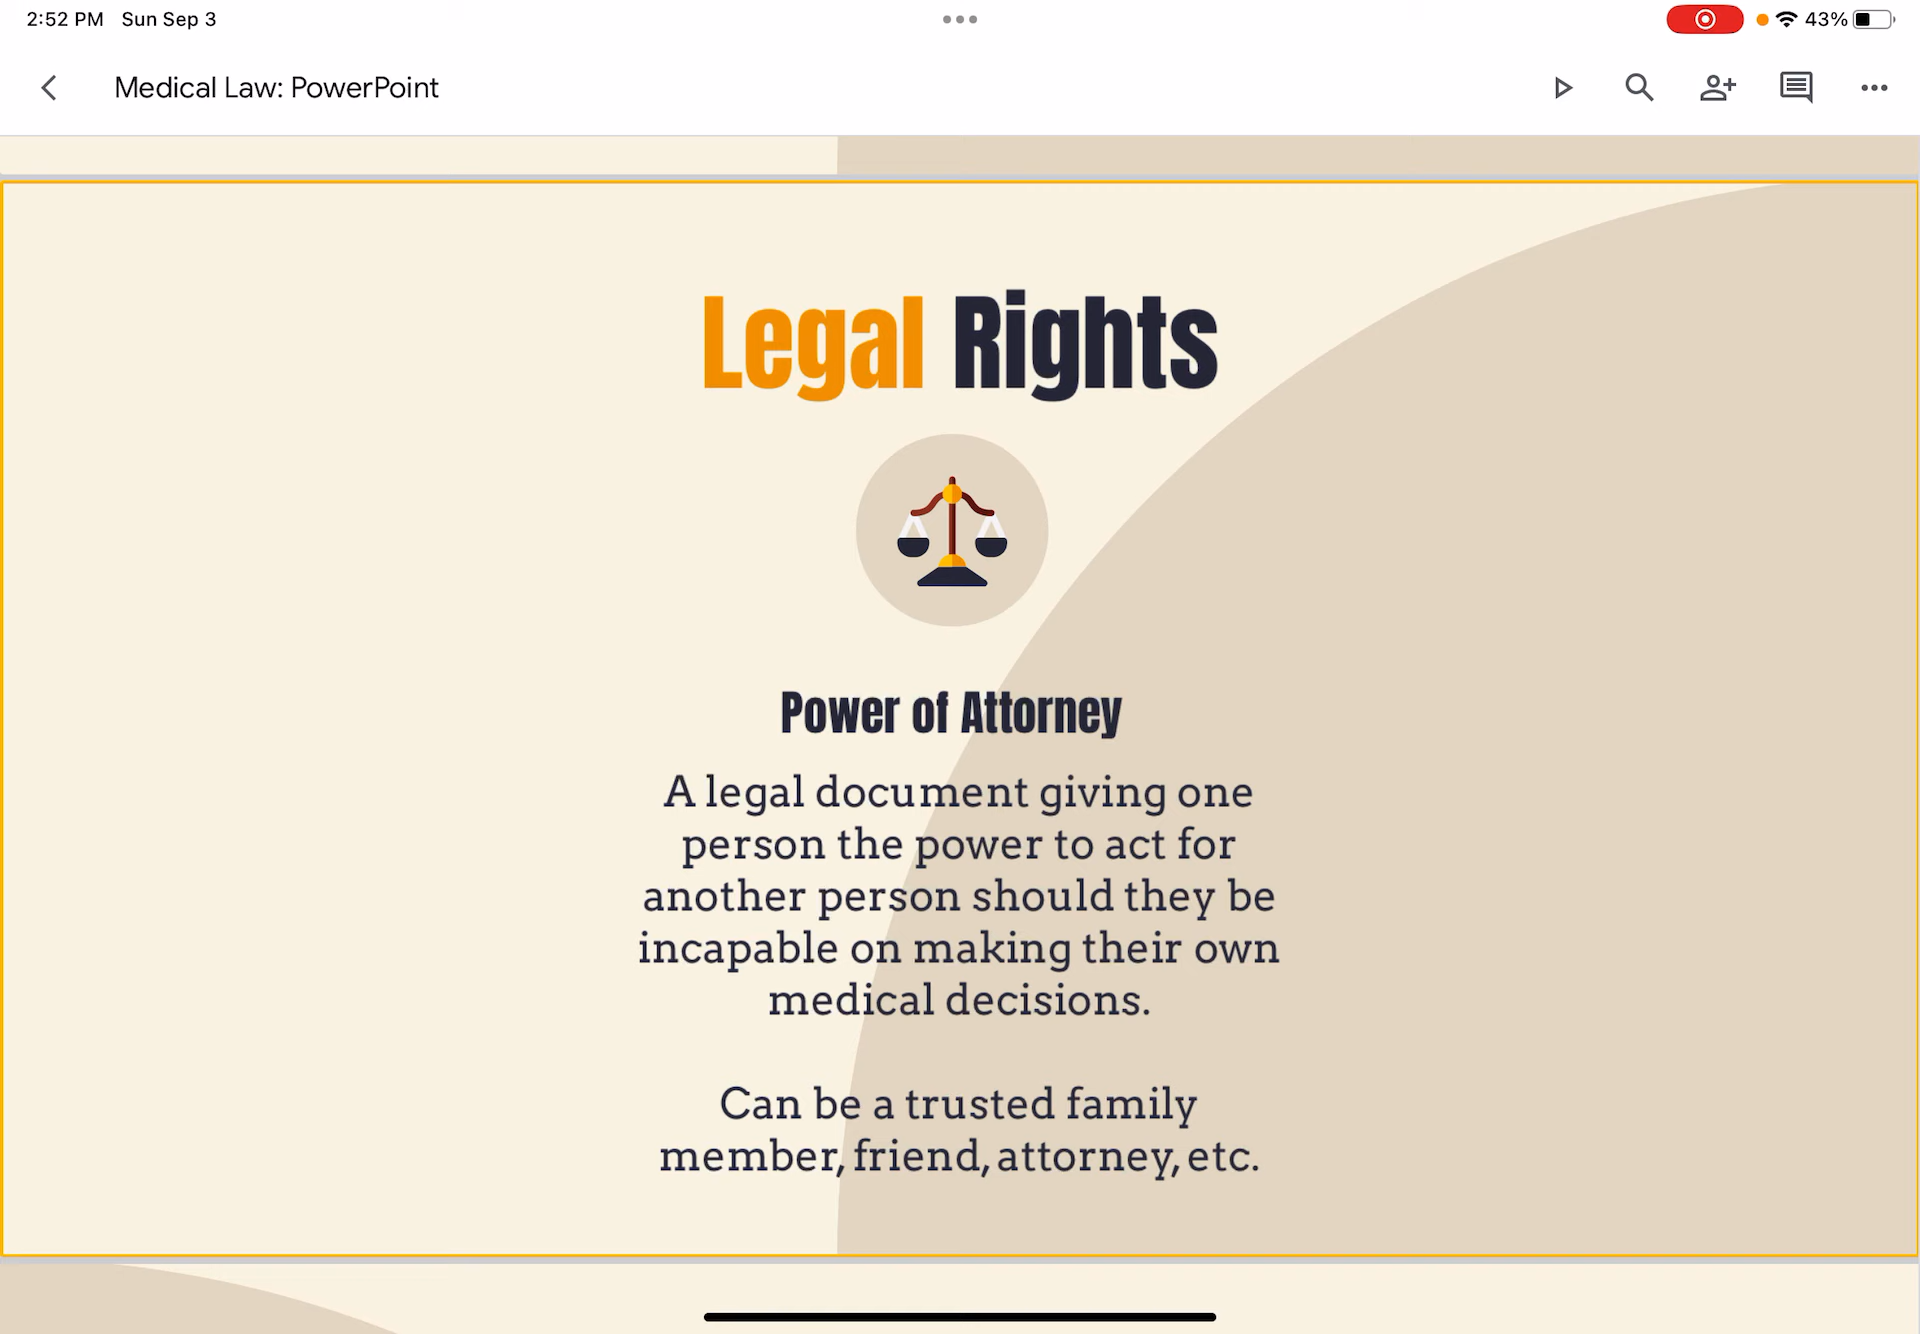 2:52 PM Sun Sep 3
43%
Medical Law: PowerPoint
Legal Rights
Power of Attorney
A legal document giving one
person the power to act for
another person should they be
incapable on making their own
medical decisions.
Can be a trusted family
member, friend, attorney, etc.